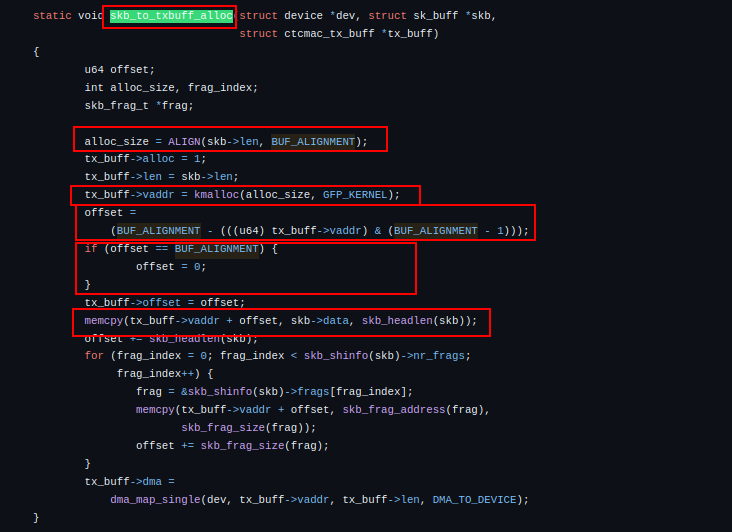 static void skb_to_txbuff_alloc(struct device *dev, struct sk_buff *skb,
struct ctcmac_tx_buff *tx_buff)
{
u64 offset;
int alloc_size, frag_index;
skb_frag_t *frag;
alloc_size = ALIGN(skb->len, BUF_ALIGNMENT);
tx_buff->alloc = 1;
tx_buff->len = skb->len;
tx_buff->vaddr = kmalloc(alloc_size, GFP_KERNEL);
offset =
(BUF_ALIGNMENT - (((u64) tx_buff->vaddr) & (BUF_ALIGNMENT - 1)));
if (offset == BUF_ALIGNMENT) {
offset = 0;
}
tx_buff->offset = offset;
memcpy(tx_buff->vaddr + offset, skb->data, skb_headlen(skb));
offset += skb_headlen(skb);
for (frag_index = 0; frag_index < skb_shinfo(skb)->nr_frags;
frag_index++) {
frag = &skb_shinfo(skb)->frags[frag_index];
memcpy(tx_buff->vaddr + offset, skb_frag_address(frag),
skb_frag_size(frag));
offset += skb_frag_size(frag);
}
tx_buff->dma =
dma_map_single(dev, tx_buff->vaddr, tx_buff->len, DMA_TO_DEVICE);
}